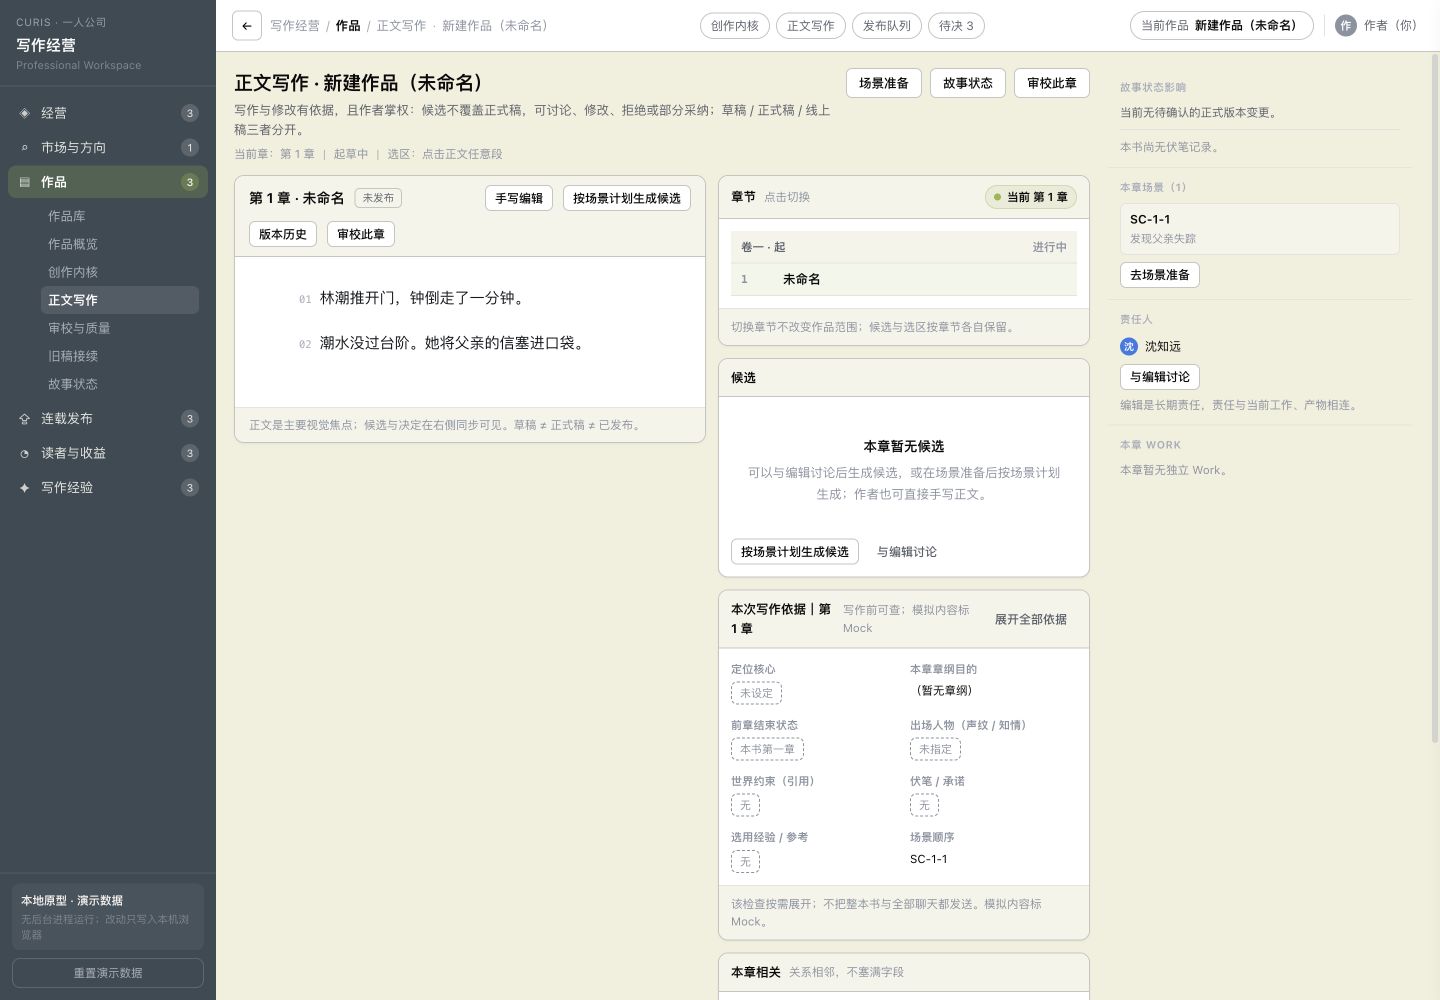 CURIS · 一人公司
写作经营
Professional Workspace
经营 3
市场与方向 1
作品 3
作品库
作品概览
创作内核
正文写作
审校与质量
旧稿接续
故事状态
连载发布 3
读者与收益 3
写作经验 3
本地原型 · 演示数据
无后台进程运行；改动只写入本机浏
览器
重置演示数据
写作经营 / 作品 / 正文写作 · 新建作品（未命名）
创作内核
正文写作
发布队列
待决 3
当前作品 新建作品（未命名）
作 作者（你）
正文写作 · 新建作品（未命名）
写作与修改有依据，且作者掌权：候选不覆盖正式稿，可讨论、修改、拒绝或部分采纳；草稿 / 正式稿 / 线上
稿三者分开。
当前章：第 1 章 | 起草中 | 选区：点击正文任意段
场景准备
故事状态
审校此章
第 1 章 · 未命名 未发布
手写编辑
按场景计划生成候选
版本历史
审校此章
01 林潮推开门，钟倒走了一分钟。
02 潮水没过台阶。她将父亲的信塞进口袋。
正文是主要视觉焦点；候选与决定在右侧同步可见。草稿 ≠ 正式稿 ≠ 已发布。
章节 点击切换
当前 第 1 章
卷一 · 起 进行中
1 未命名
切换章节不改变作品范围；候选与选区按章节各自保留。
候选
本章暂无候选
可以与编辑讨论后生成候选，或在场景准备后按场景计划
生成；作者也可直接手写正文。
按场景计划生成候选
与编辑讨论
本次写作依据｜第
1 章
写作前可查；模拟内容标
Mock
展开全部依据
定位核心
未设定
本章章纲目的
（暂无章纲）
前章结束状态
本书第一章
出场人物（声纹 / 知情）
未指定
世界约束（引用）
无
伏笔 / 承诺
无
选用经验 / 参考
无
场景顺序
SC-1-1
该检查按需展开；不把整本书与全部聊天都发送。模拟内容标
Mock。
本章相关 关系相邻，不塞满字段
故事状态影响
当前无待确认的正式版本变更。
本书尚无伏笔记录。
本章场景（1）
SC-1-1
发现父亲失踪
去场景准备
责任人
沈 沈知远
与编辑讨论
编辑是长期责任，责任与当前工作、产物相连。
本章 WORK
本章暂无独立 Work。